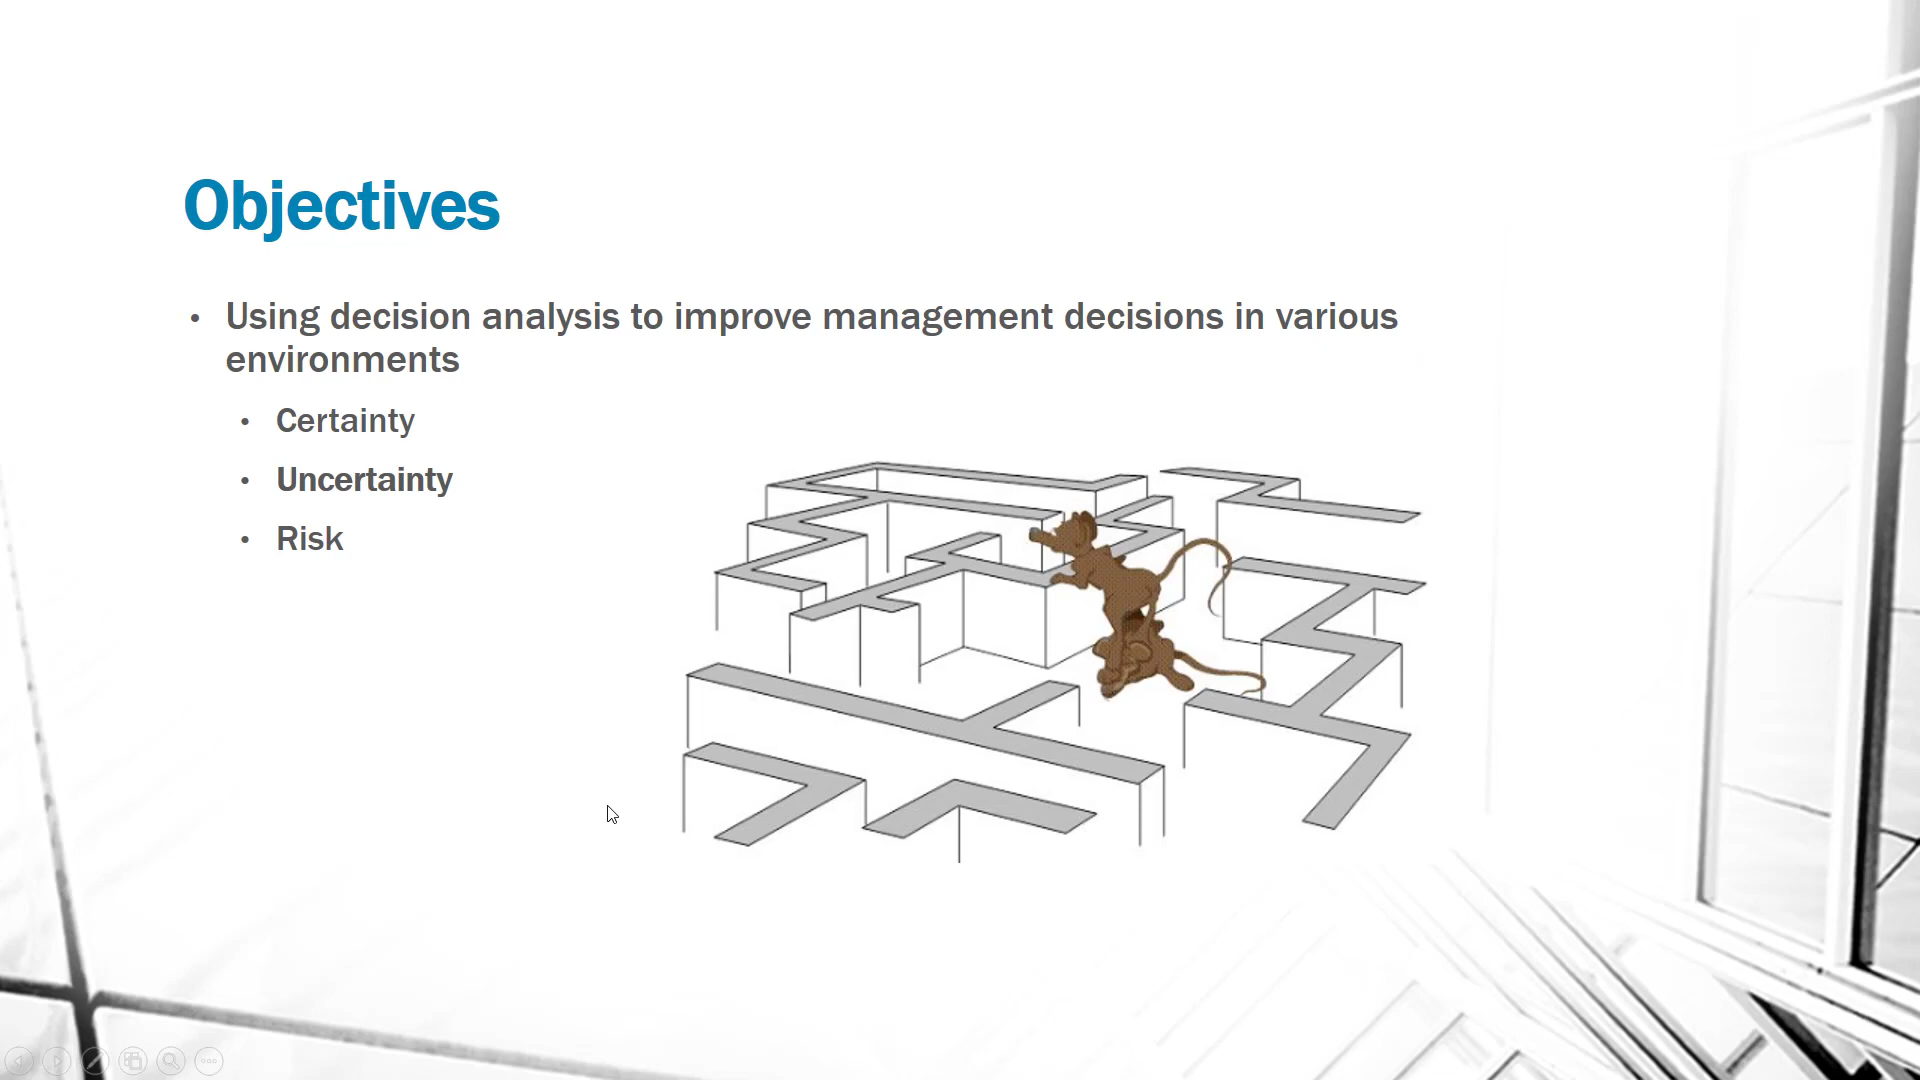 Objectives
• Using decision analysis to improve management decisions in various
environments
• Certainty
• Uncertainty
• Risk